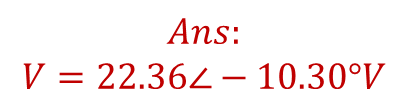 Ans:
V = 22.36∠ − 10.30°V